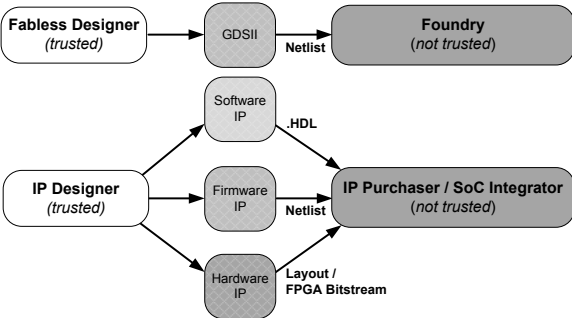 Fabless Designer
(trusted)
GDSII
Netlist
Foundry
(not trusted)
Software
IP
.HDL
IP Designer
(trusted)
Firmware
IP
Netlist
IP Purchaser / SoC Integrator
(not trusted)
Hardware
IP
Layout /
FPGA Bitstream